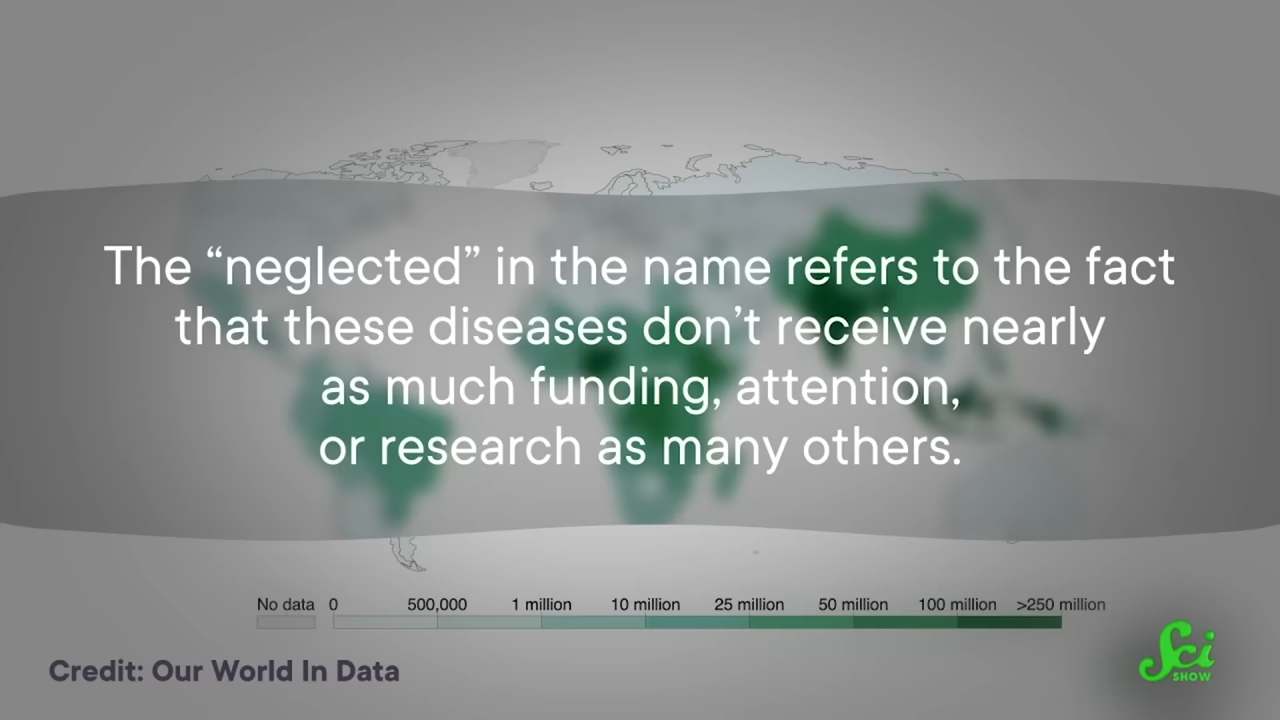 The “neglected” in the name refers to the fact
that these diseases don’t receive nearly
as much funding, attention,
or research as many others.
No data 0 500,000 1 million 10 million 25 million 50 million 100 million >250 million
Credit: Our World In Data
Sci
SHOW